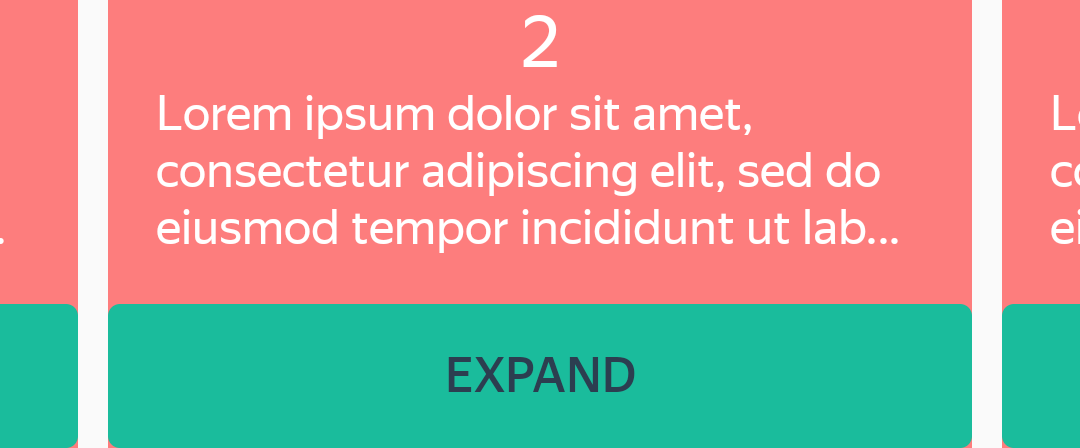 2
Lorem ipsum dolor sit amet,
consectetur adipiscing elit, sed do
eiusmod tempor incididunt ut lab...
EXPAND